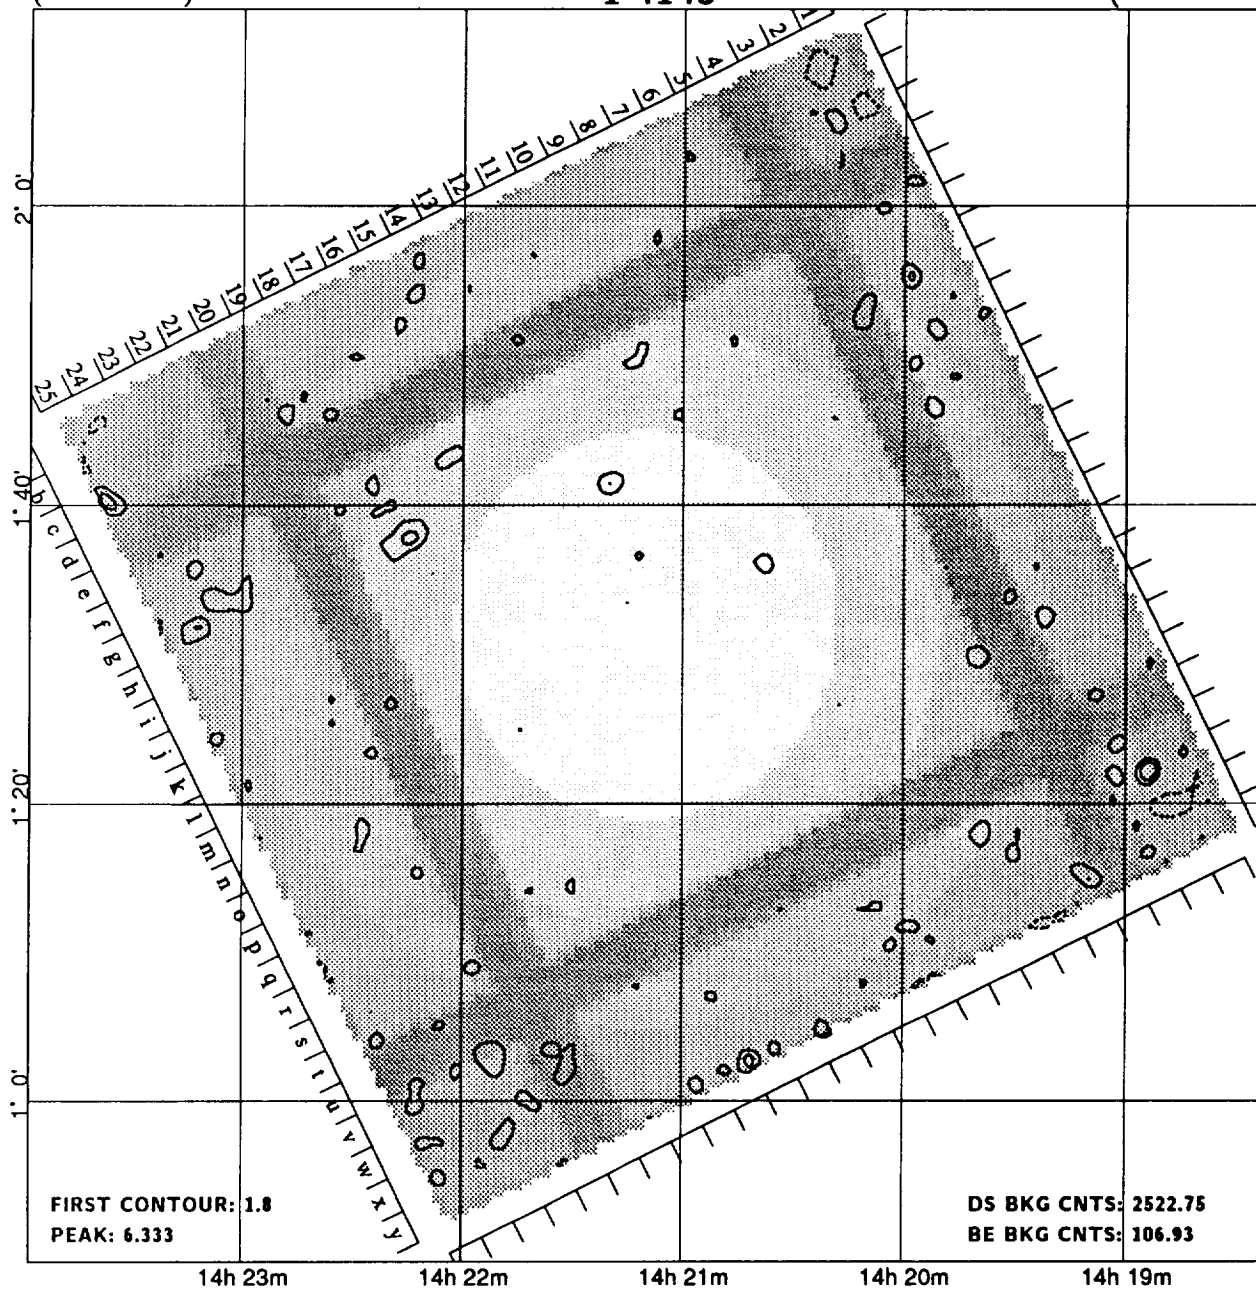 1 2 3 4 5 6 7 8 9 10 11 12 13 14 15 16 17 18 19 20 21 22 23 24 25
2° 0'
1° 40'
1° 20'
1° 0'
b c d e f g h i j k l m n o p q r s t u v w x y
FIRST CONTOUR: 1.8
PEAK: 6.333
DS BKG CNTS: 2522.75
BE BKG CNTS: 106.93
14h 23m 14h 22m 14h 21m 14h 20m 14h 19m